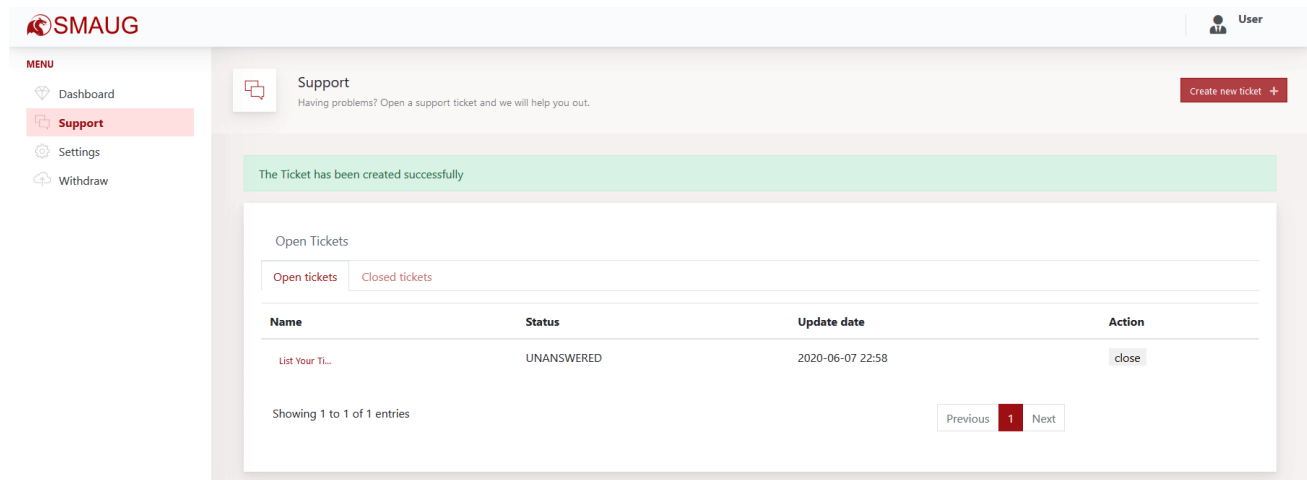 SMAUG
User
MENU
Dashboard
Support
Settings
Withdraw
Support
Having problems? Open a support ticket and we will help you out.
Create new ticket +
The Ticket has been created successfully
Open Tickets
Open tickets Closed tickets
Name Status Update date Action
List Your Ti... UNANSWERED 2020-06-07 22:58 close
Showing 1 to 1 of 1 entries
Previous 1 Next